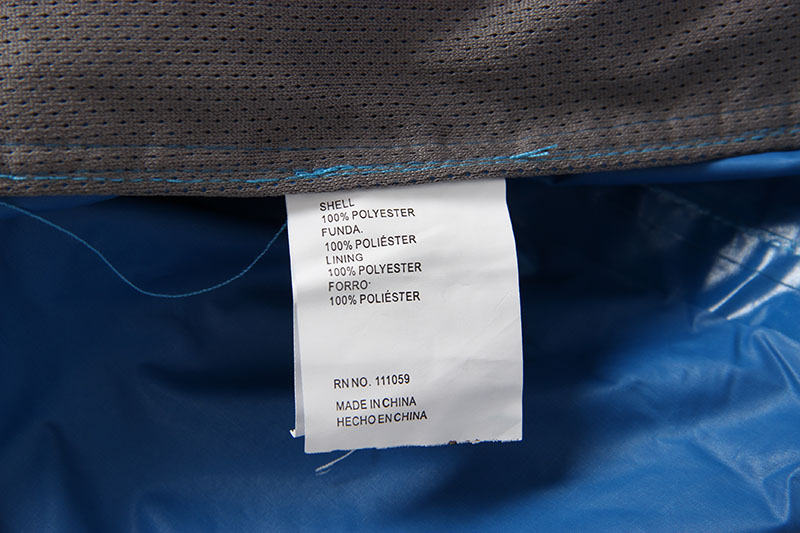 SHELL
100% POLYESTER
FUNDA.
100% POLIÉSTER
LINING
100% POLYESTER
FORRO
100% POLIÉSTER
RN NO. 111059
MADE IN CHINA
HECHO EN CHINA